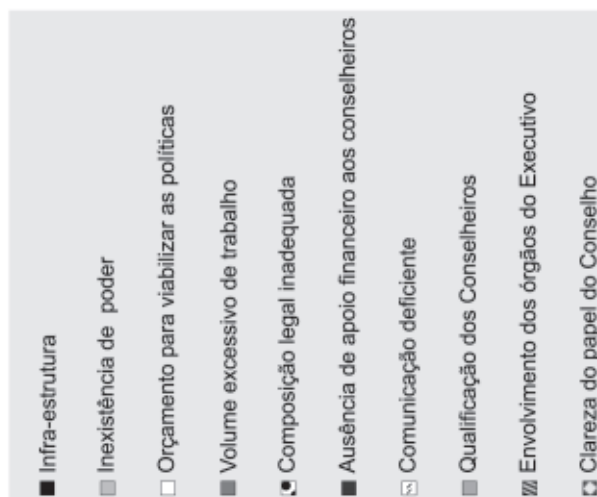 Infra-estrutura
Inexistência de poder
Orçamento para viabilizar as políticas
Volume excessivo de trabalho
Composição legal inadequada
Ausência de apoio financeiro aos conselheiros
Comunicação deficiente
Qualificação dos Conselheiros
Envolvimento dos órgãos do Executivo
Clareza do papel do Conselho